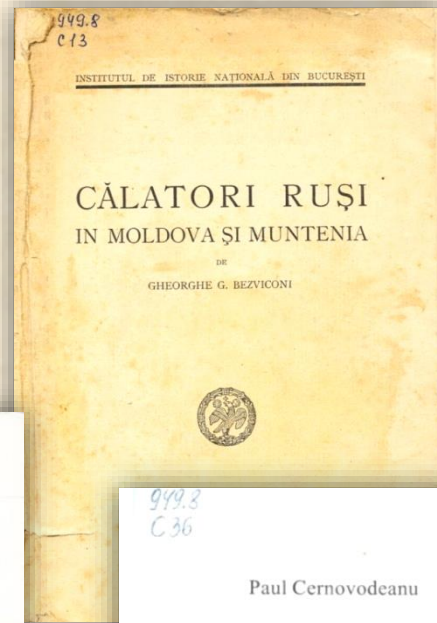 949.8
C13
INSTITUTUL DE ISTORIE NAȚIONALĂ DIN BUCUREȘTI
CĂLATORI RUȘI
IN MOLDOVA ȘI MUNTENIA
DE
GHEORGHE G. BEZVICONI
949.8
C36
Paul Cernovodeanu